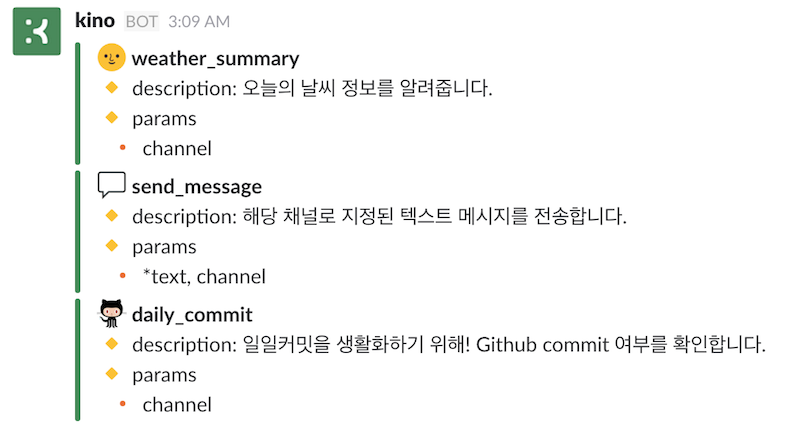 kino BOT 3:09 AM
weather_summary
description: 오늘의 날씨 정보를 알려줍니다.
params
channel
send_message
description: 해당 채널로 지정된 텍스트 메시지를 전송합니다.
params
*text, channel
daily_commit
description: 일일커밋을 생활화하기 위해! Github commit 여부를 확인합니다.
params
channel